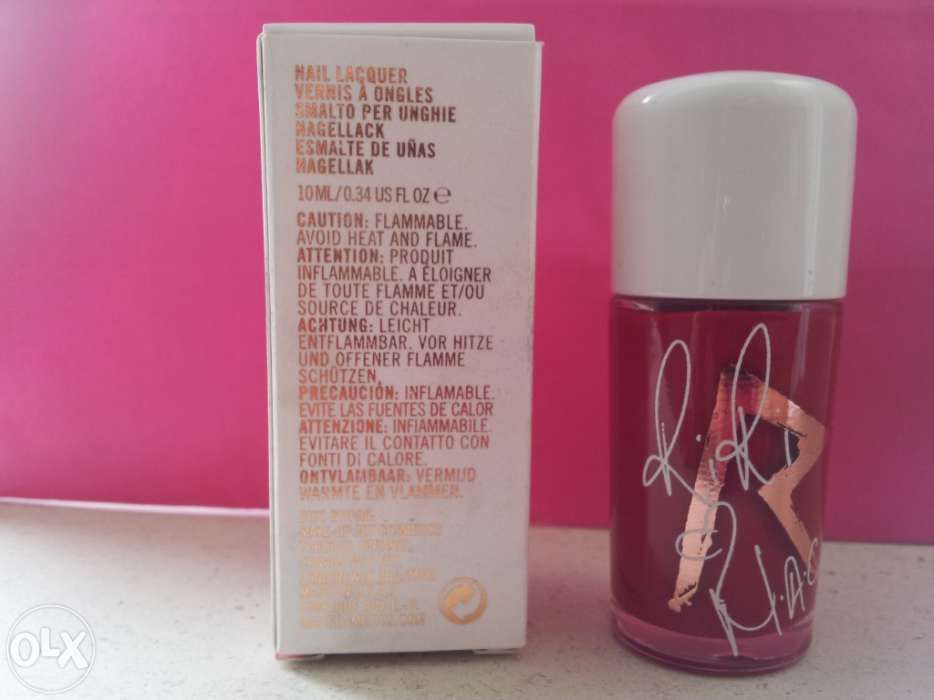 NAIL LACQUER
VERNIS À ONGLES
SMALTO PER UNGHIE
NAGELLACK
ESMALTE DE UÑAS
NAGELLAK
10ML/0.34 US FL OZ ℮
CAUTION: FLAMMABLE.
AVOID HEAT AND FLAME.
ATTENTION: PRODUIT
INFLAMMABLE. A ÉLOIGNER
DE TOUTE FLAMME ET/OU
SOURCE DE CHALEUR.
ACHTUNG: LEICHT
ENTFLAMMBAR. VOR HITZE
UND OFFENER FLAMME
SCHÜTZEN.
PRECAUCIÓN: INFLAMABLE.
EVITE LAS FUENTES DE CALOR
ATTENZIONE: INFIAMMABILE.
EVITARE IL CONTATTO CON
FONTI DI CALORE.
ONTVLAMBAAR: VERMIJD
WARMTE EN VLAMMEN.
RiRi
R
M·A·C
OLX